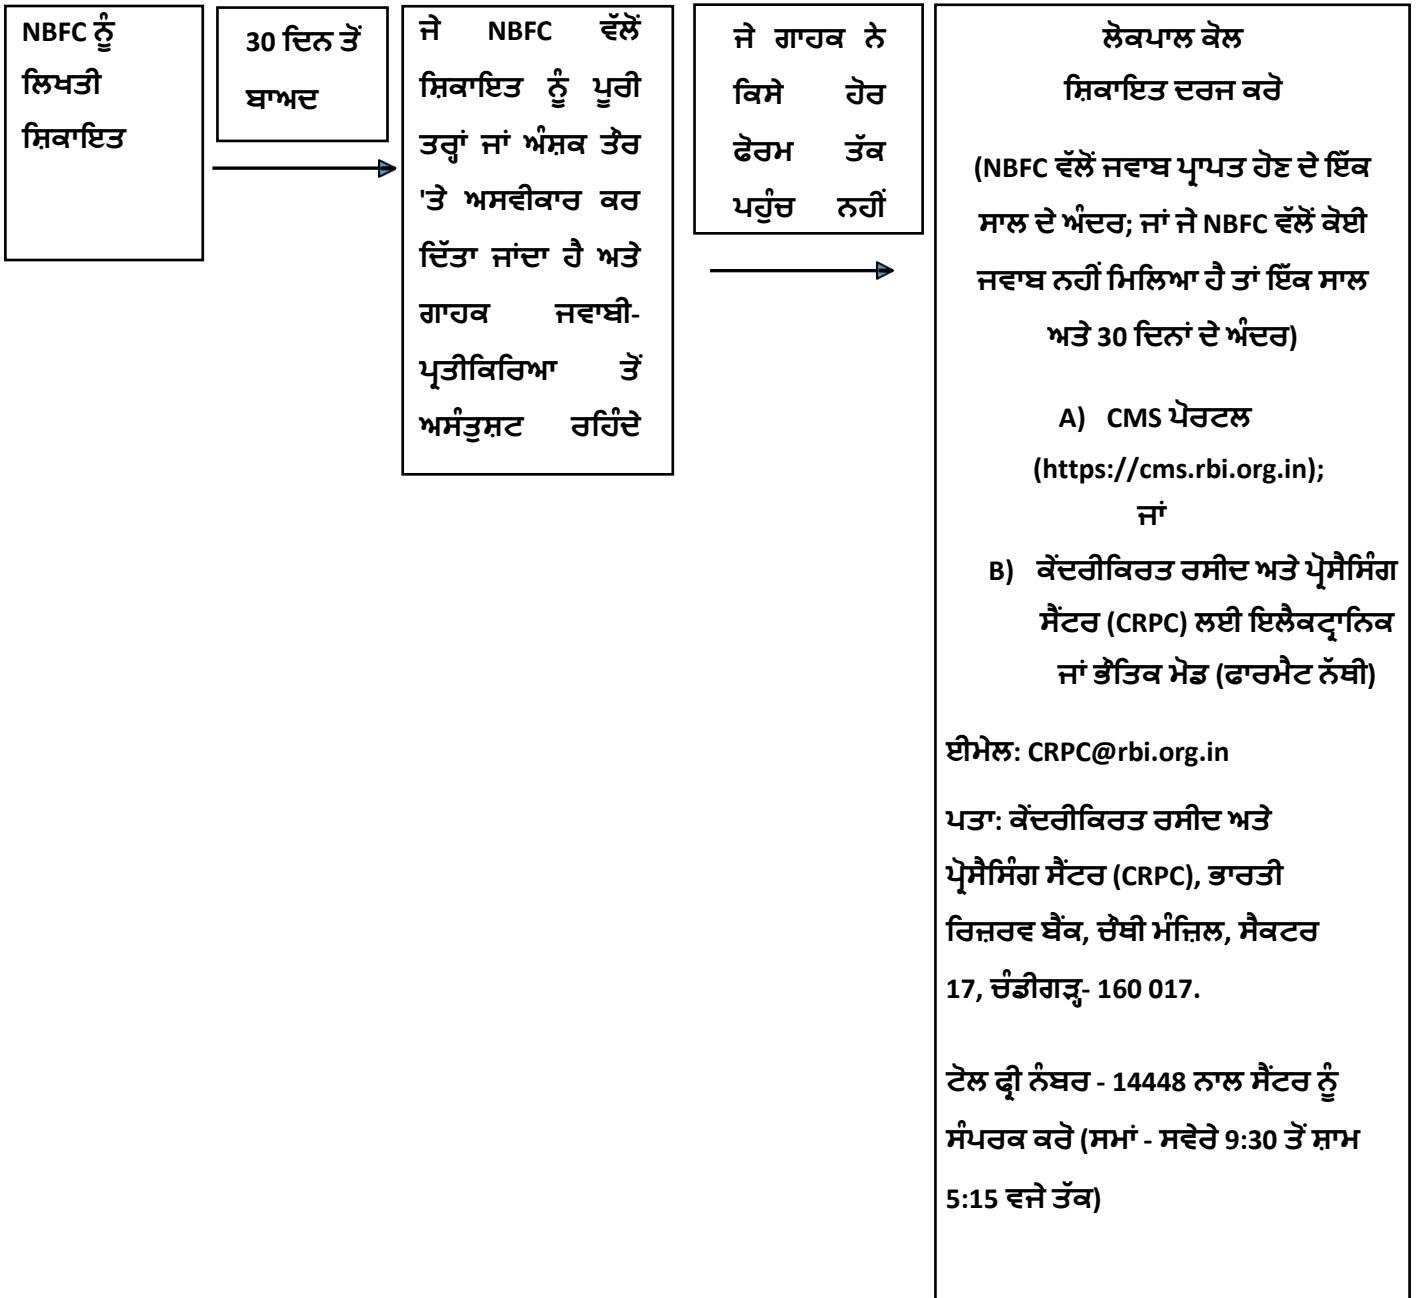 NBFC ਨੂੰ
ਲਿਖਤੀ
ਸ਼ਿਕਾਇਤ
30 ਦਿਨ ਤੋਂ
ਬਾਅਦ
ਜੇ NBFC ਵੱਲੋਂ
ਸ਼ਿਕਾਇਤ ਨੂੰ ਪੂਰੀ
ਤਰ੍ਹਾਂ ਜਾਂ ਅੰਸ਼ਕ ਤੌਰ
'ਤੇ ਅਸਵੀਕਾਰ ਕਰ
ਦਿੱਤਾ ਜਾਂਦਾ ਹੈ ਅਤੇ
ਗਾਹਕ ਜਵਾਬੀ-
ਪ੍ਰਤੀਕਿਰਿਆ ਤੋਂ
ਅਸੰਤੁਸ਼ਟ ਰਹਿੰਦੇ
ਜੇ ਗਾਹਕ ਨੇ
ਕਿਸੇ ਹੋਰ
ਫੋਰਮ ਤੱਕ
ਪਹੁੰਚ ਨਹੀਂ
ਲੋਕਪਾਲ ਕੋਲ
ਸ਼ਿਕਾਇਤ ਦਰਜ ਕਰੋ
(NBFC ਵੱਲੋਂ ਜਵਾਬ ਪ੍ਰਾਪਤ ਹੋਣ ਦੇ ਇੱਕ
ਸਾਲ ਦੇ ਅੰਦਰ; ਜਾਂ ਜੇ NBFC ਵੱਲੋਂ ਕੋਈ
ਜਵਾਬ ਨਹੀਂ ਮਿਲਿਆ ਹੈ ਤਾਂ ਇੱਕ ਸਾਲ
ਅਤੇ 30 ਦਿਨਾਂ ਦੇ ਅੰਦਰ)
A) CMS ਪੋਰਟਲ
(https://cms.rbi.org.in);
ਜਾਂ
B) ਕੇਂਦਰੀਕਿਰਤ ਰਸੀਦ ਅਤੇ ਪ੍ਰੋਸੈਸਿੰਗ
ਸੈਂਟਰ (CRPC) ਲਈ ਇਲੈਕਟ੍ਰਾਨਿਕ
ਜਾਂ ਭੌਤਿਕ ਮੋਡ (ਫਾਰਮੈਟ ਨੱਥੀ)
ਈਮੇਲ: CRPC@rbi.org.in
ਪਤਾ: ਕੇਂਦਰੀਕਿਰਤ ਰਸੀਦ ਅਤੇ
ਪ੍ਰੋਸੈਸਿੰਗ ਸੈਂਟਰ (CRPC), ਭਾਰਤੀ
ਰਿਜ਼ਰਵ ਬੈਂਕ, ਚੌਥੀ ਮੰਜ਼ਿਲ, ਸੈਕਟਰ
17, ਚੰਡੀਗੜ੍ਹ- 160 017.
ਟੋਲ ਫ੍ਰੀ ਨੰਬਰ - 14448 ਨਾਲ ਸੈਂਟਰ ਨੂੰ
ਸੰਪਰਕ ਕਰੋ (ਸਮਾਂ - ਸਵੇਰੇ 9:30 ਤੋਂ ਸ਼ਾਮ
5:15 ਵਜੇ ਤੱਕ)